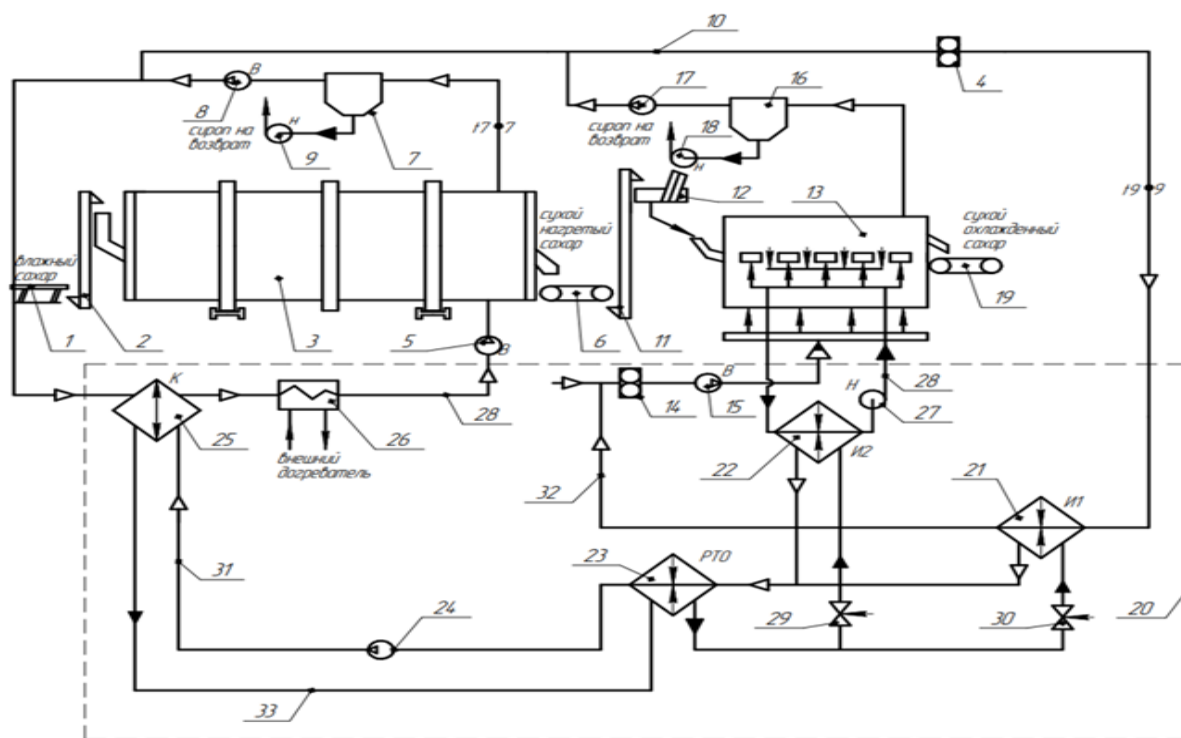 10
В
17
16
4
8
сироп на
возврат
н
9
7
t7
7
сироп на
возврат
18
н
12
t9
9
13
сухой
нагретый
сахар
сухой
охлажденный
сахар
влажный
сахар
1
2
3
5
В
6
11
19
К
В
14
15
28
Н
27
25
26
28
внешний
догреватель
22
И2
32
21
И1
31
23
РТО
20
24
29
30
33